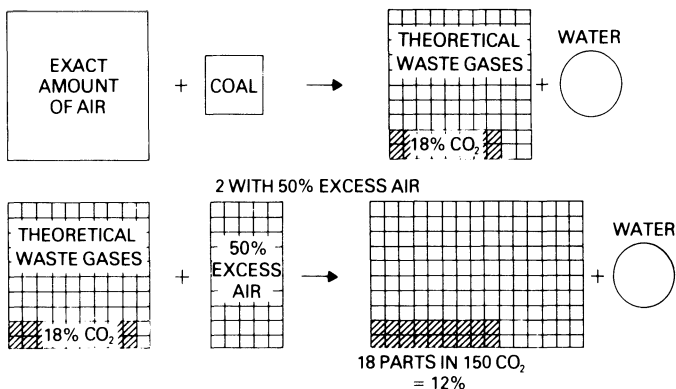 EXACT
AMOUNT
OF AIR
+
COAL
THEORETICAL
WASTE GASES
18% CO₂
+
WATER
2 WITH 50% EXCESS AIR
THEORETICAL
WASTE GASES
18% CO₂
+
50%
EXCESS
AIR
+
WATER
18 PARTS IN 150 CO₂
= 12%